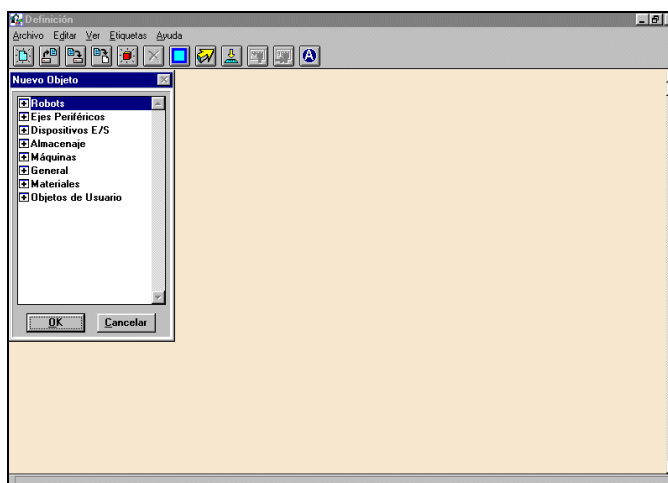 Definición
Archivo Editar Ver Etiquetas Ayuda
A
Nuevo Objeto
Robots
Ejes Periféricos
Dispositivos E/S
Almacenaje
Máquinas
General
Materiales
Objetos de Usuario
OK Cancelar